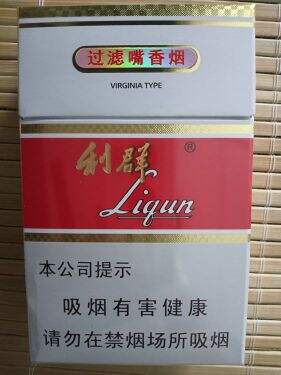 过滤嘴香烟
VIRGINIA TYPE
利群 ®
Liqun
本公司提示
吸烟有害健康
请勿在禁烟场所吸烟